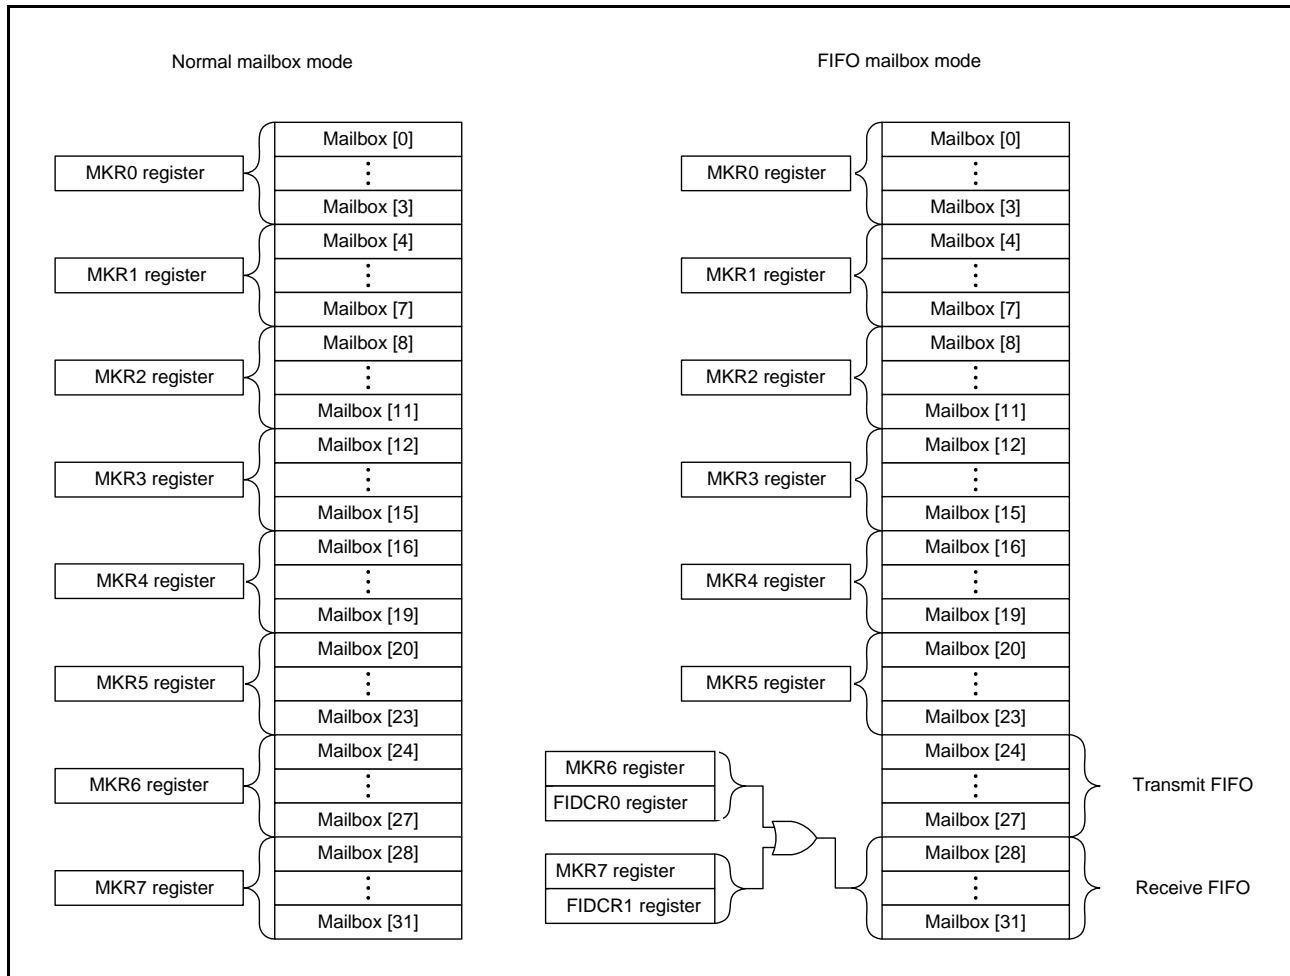 Normal mailbox mode
Mailbox [0]
MKR0 register
Mailbox [3]
Mailbox [4]
MKR1 register
Mailbox [7]
Mailbox [8]
MKR2 register
Mailbox [11]
Mailbox [12]
MKR3 register
Mailbox [15]
Mailbox [16]
MKR4 register
Mailbox [19]
Mailbox [20]
MKR5 register
Mailbox [23]
Mailbox [24]
MKR6 register
Mailbox [27]
Mailbox [28]
MKR7 register
Mailbox [31]
FIFO mailbox mode
Mailbox [0]
MKR0 register
Mailbox [3]
Mailbox [4]
MKR1 register
Mailbox [7]
Mailbox [8]
MKR2 register
Mailbox [11]
Mailbox [12]
MKR3 register
Mailbox [15]
Mailbox [16]
MKR4 register
Mailbox [19]
Mailbox [20]
MKR5 register
Mailbox [23]
Mailbox [24]
MKR6 register
Transmit FIFO
FIDCR0 register
Mailbox [27]
Mailbox [28]
MKR7 register
Receive FIFO
FIDCR1 register
Mailbox [31]